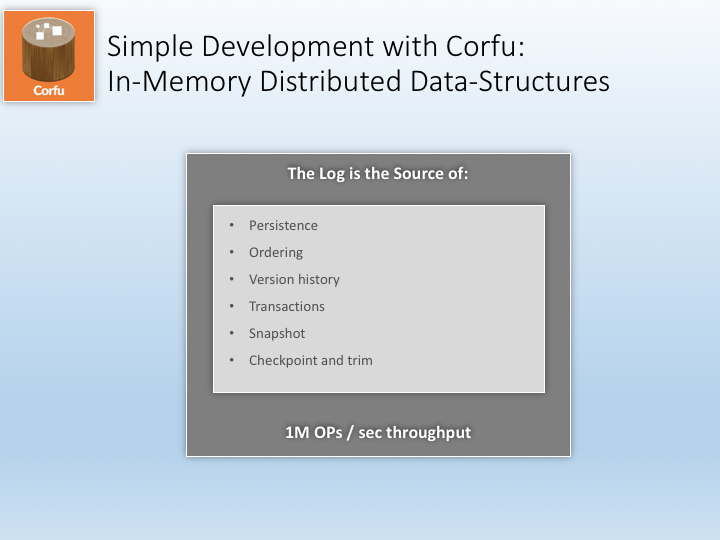 Corfu
Simple Development with Corfu:
In-Memory Distributed Data-Structures
The Log is the Source of:
• Persistence
• Ordering
• Version history
• Transactions
• Snapshot
• Checkpoint and trim
1M OPs / sec throughput